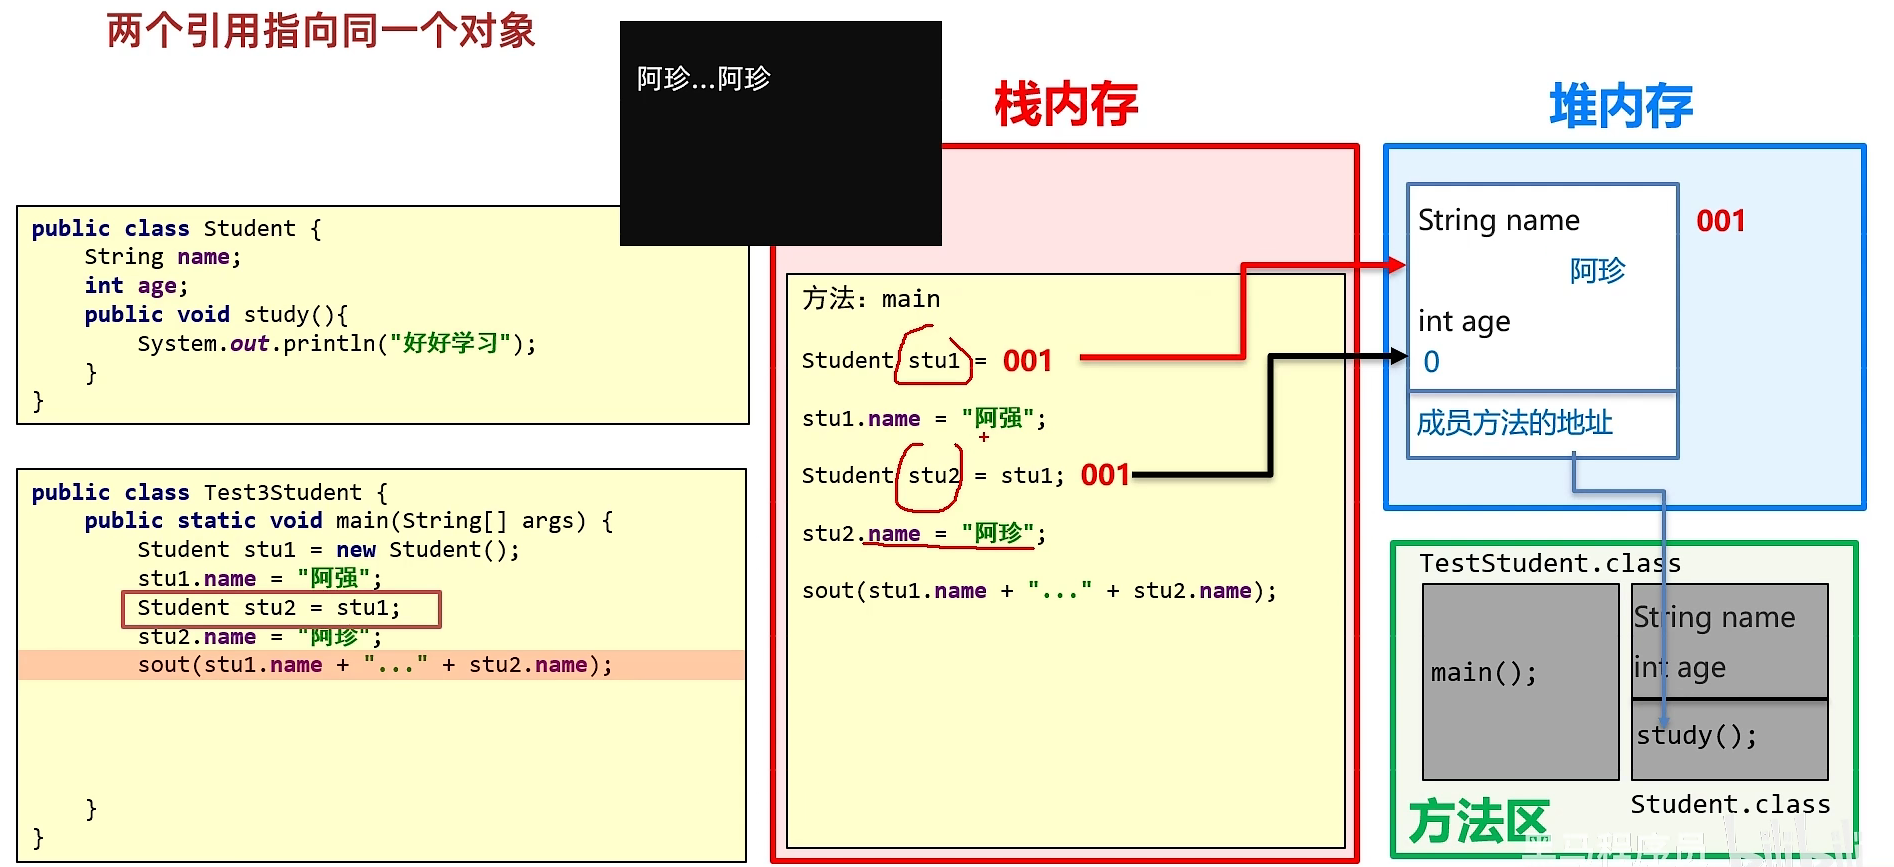 两个引用指向同一个对象
阿珍...阿珍
public class Student {
String name;
int age;
public void study(){
System.out.println("好好学习");
}
}
public class Test3Student {
public static void main(String[] args) {
Student stu1 = new Student();
stu1.name = "阿强";
Student stu2 = stu1;
stu2.name = "阿珍";
sout(stu1.name + "..." + stu2.name);
}
}
栈内存
方法：main
Student stu1 = 001
stu1.name = "阿强";
Student stu2 = stu1; 001
stu2.name = "阿珍";
sout(stu1.name + "..." + stu2.name);
堆内存
String name
001
阿珍
int age
0
成员方法的地址
TestStudent.class
main();
String name
int age
study();
Student.class
方法区
黑马程序员
bilibili